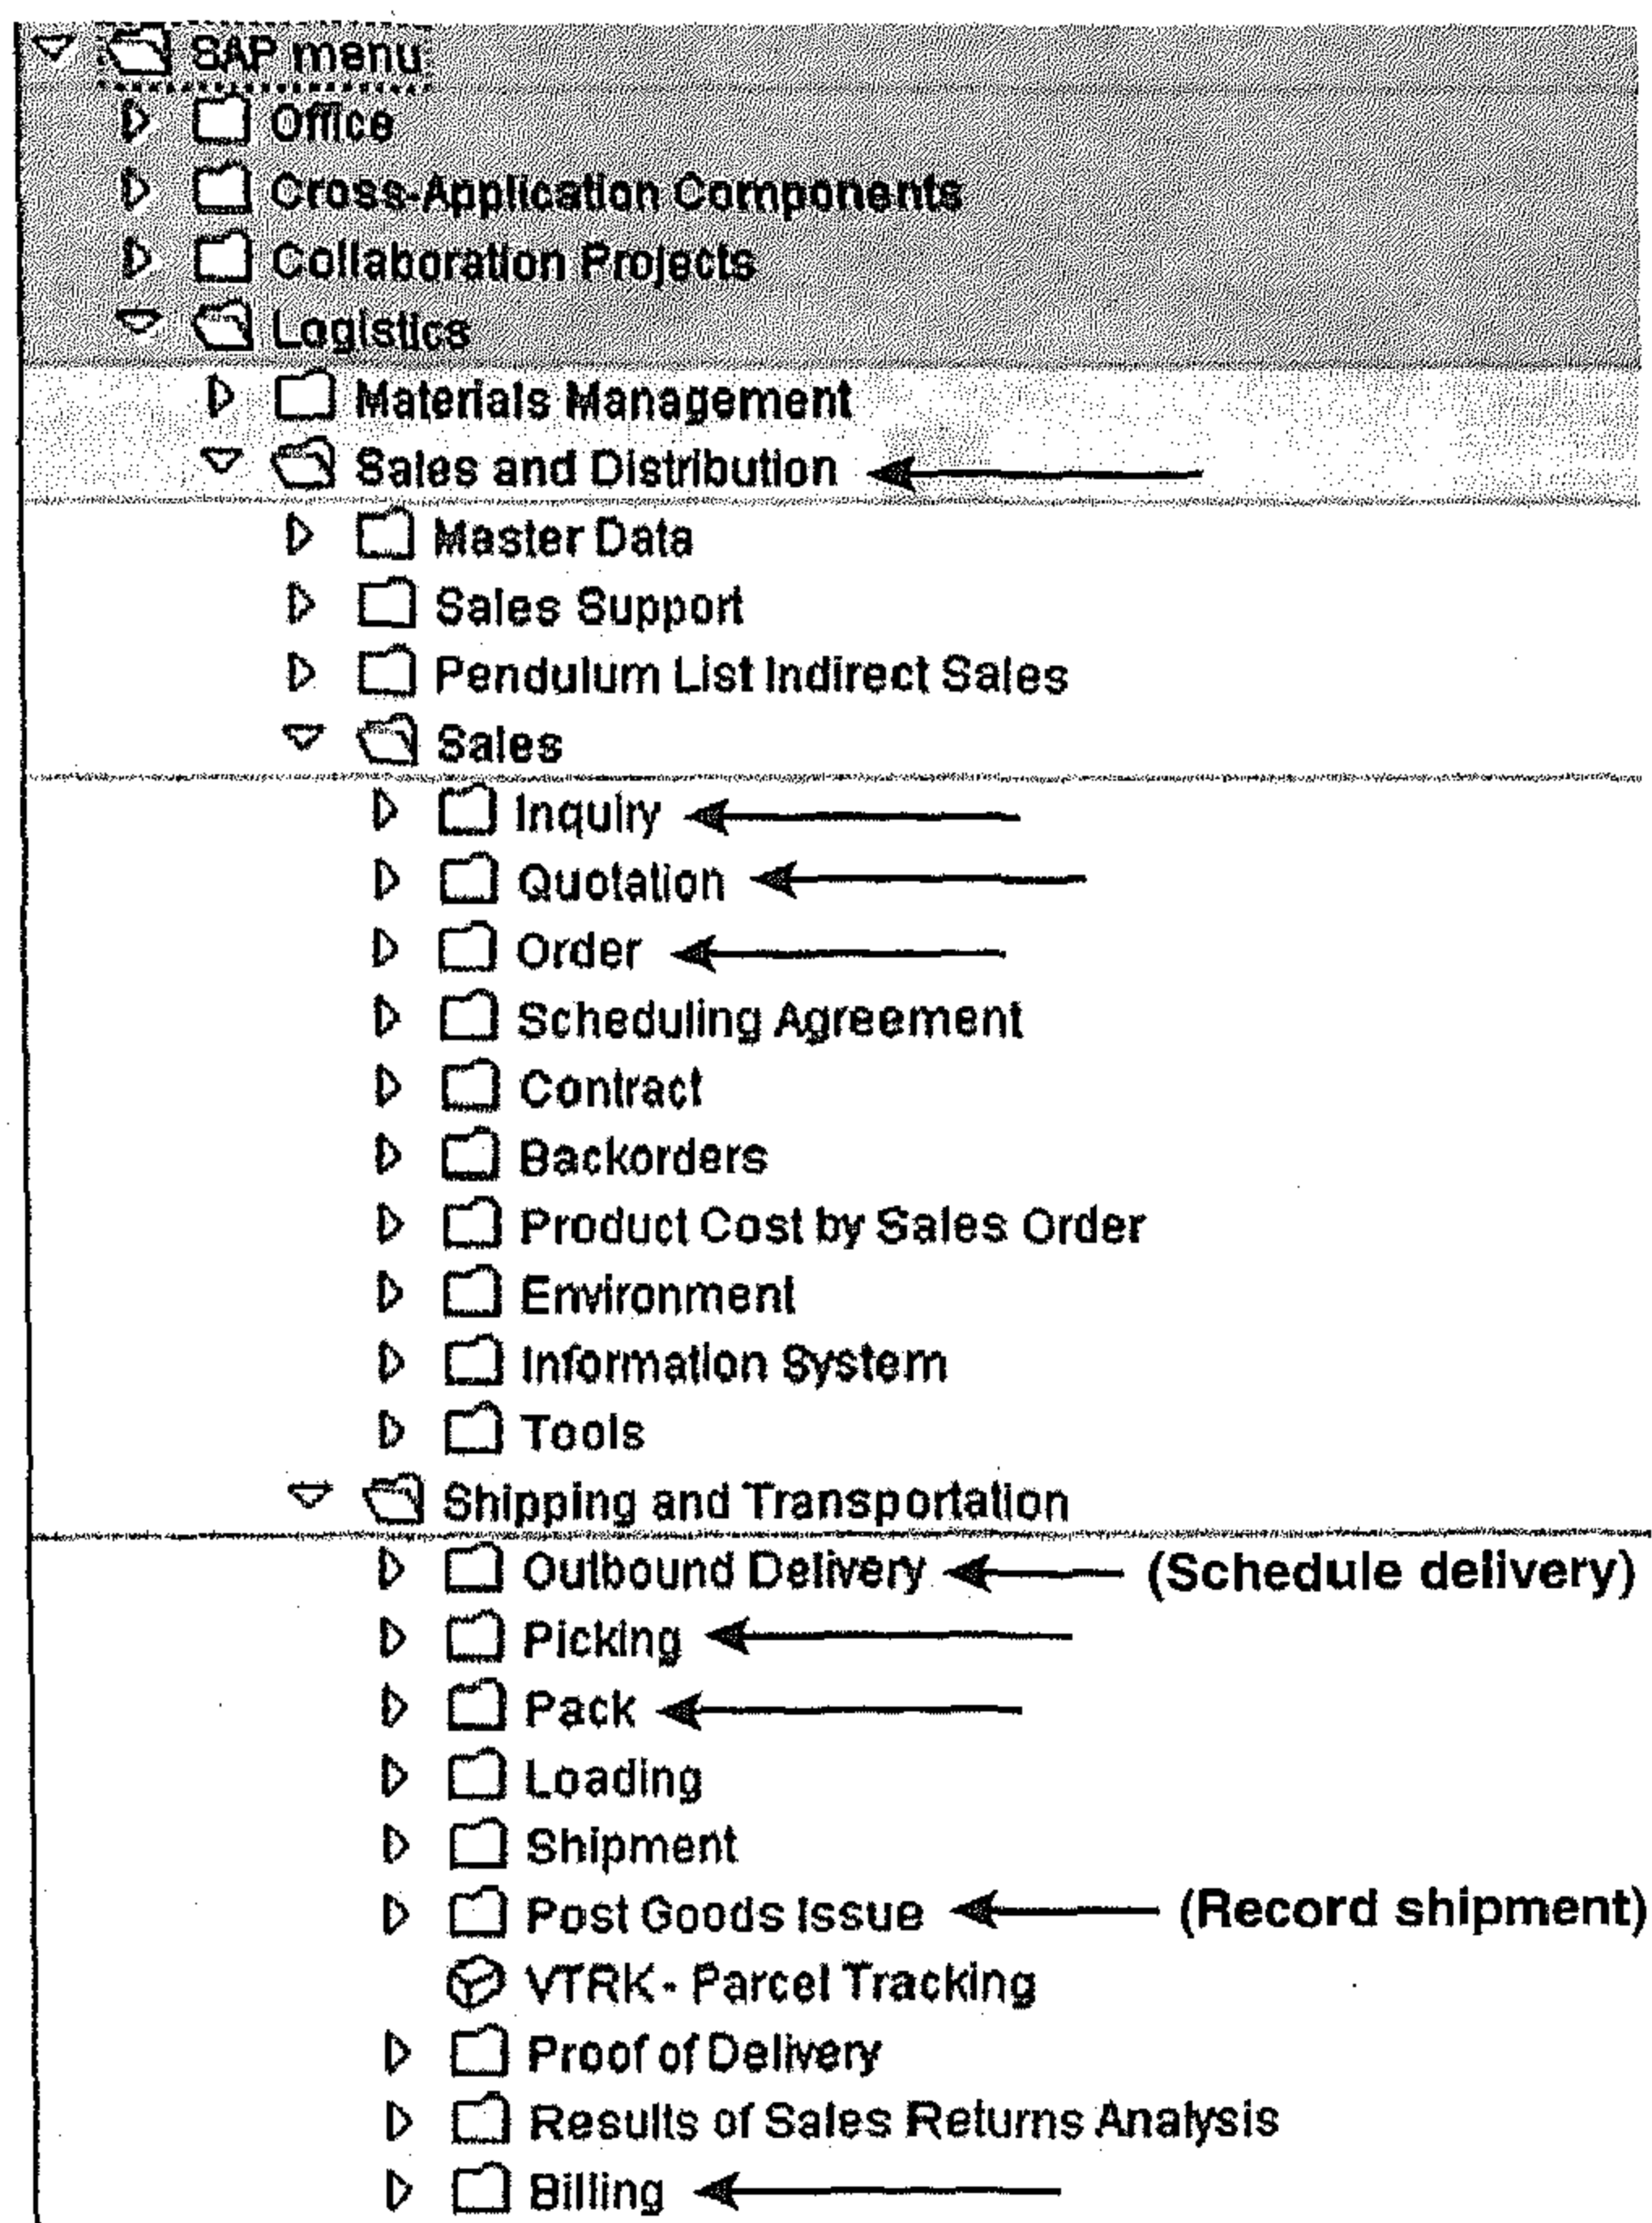 SAP menu
Office
Cross-Application Components
Collaboration Projects
Logistics
Materials Management
Sales and Distribution
Master Data
Sales Support
Pendulum List Indirect Sales
Sales
Inquiry
Quotation
Order
Scheduling Agreement
Contract
Backorders
Product Cost by Sales Order
Environment
Information System
Tools
Shipping and Transportation
Outbound Delivery (Schedule delivery)
Picking
Pack
Loading
Shipment
Post Goods Issue (Record shipment)
VTRK - Parcel Tracking
Proof of Delivery
Results of Sales Returns Analysis
Billing